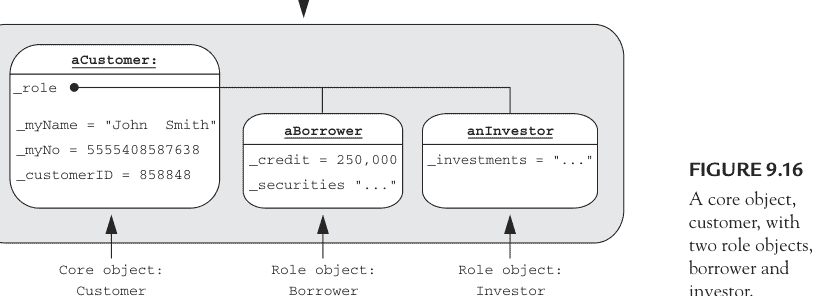 aCustomer:
_role
_myName = "John Smith"
_myNo = 5555408587638
_customerID = 858848
aBorrower
_credit = 250,000
_securities "..."
anInvestor
_investments = "..."
Core object:
Customer
Role object:
Borrower
Role object:
Investor
FIGURE 9.16
A core object,
customer, with
two role objects,
borrower and
investor.